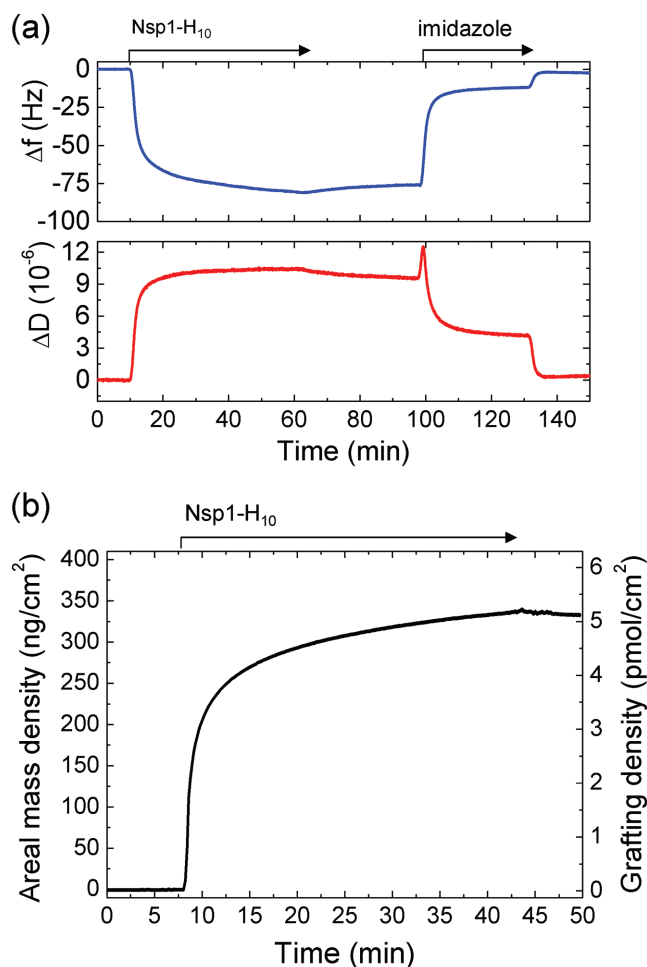 (a)
Nsp1-H₁₀
imidazole
0
-25
-50
-75
-100
Δf (Hz)
12
9
6
3
0
ΔD (10⁻⁶)
0 20 40 60 80 100 120 140
Time (min)
(b)
Nsp1-H₁₀
400
350
300
250
200
150
100
50
0
Areal mass density (ng/cm²)
6
5
4
3
2
1
0
Grafting density (pmol/cm²)
0 5 10 15 20 25 30 35 40 45 50
Time (min)